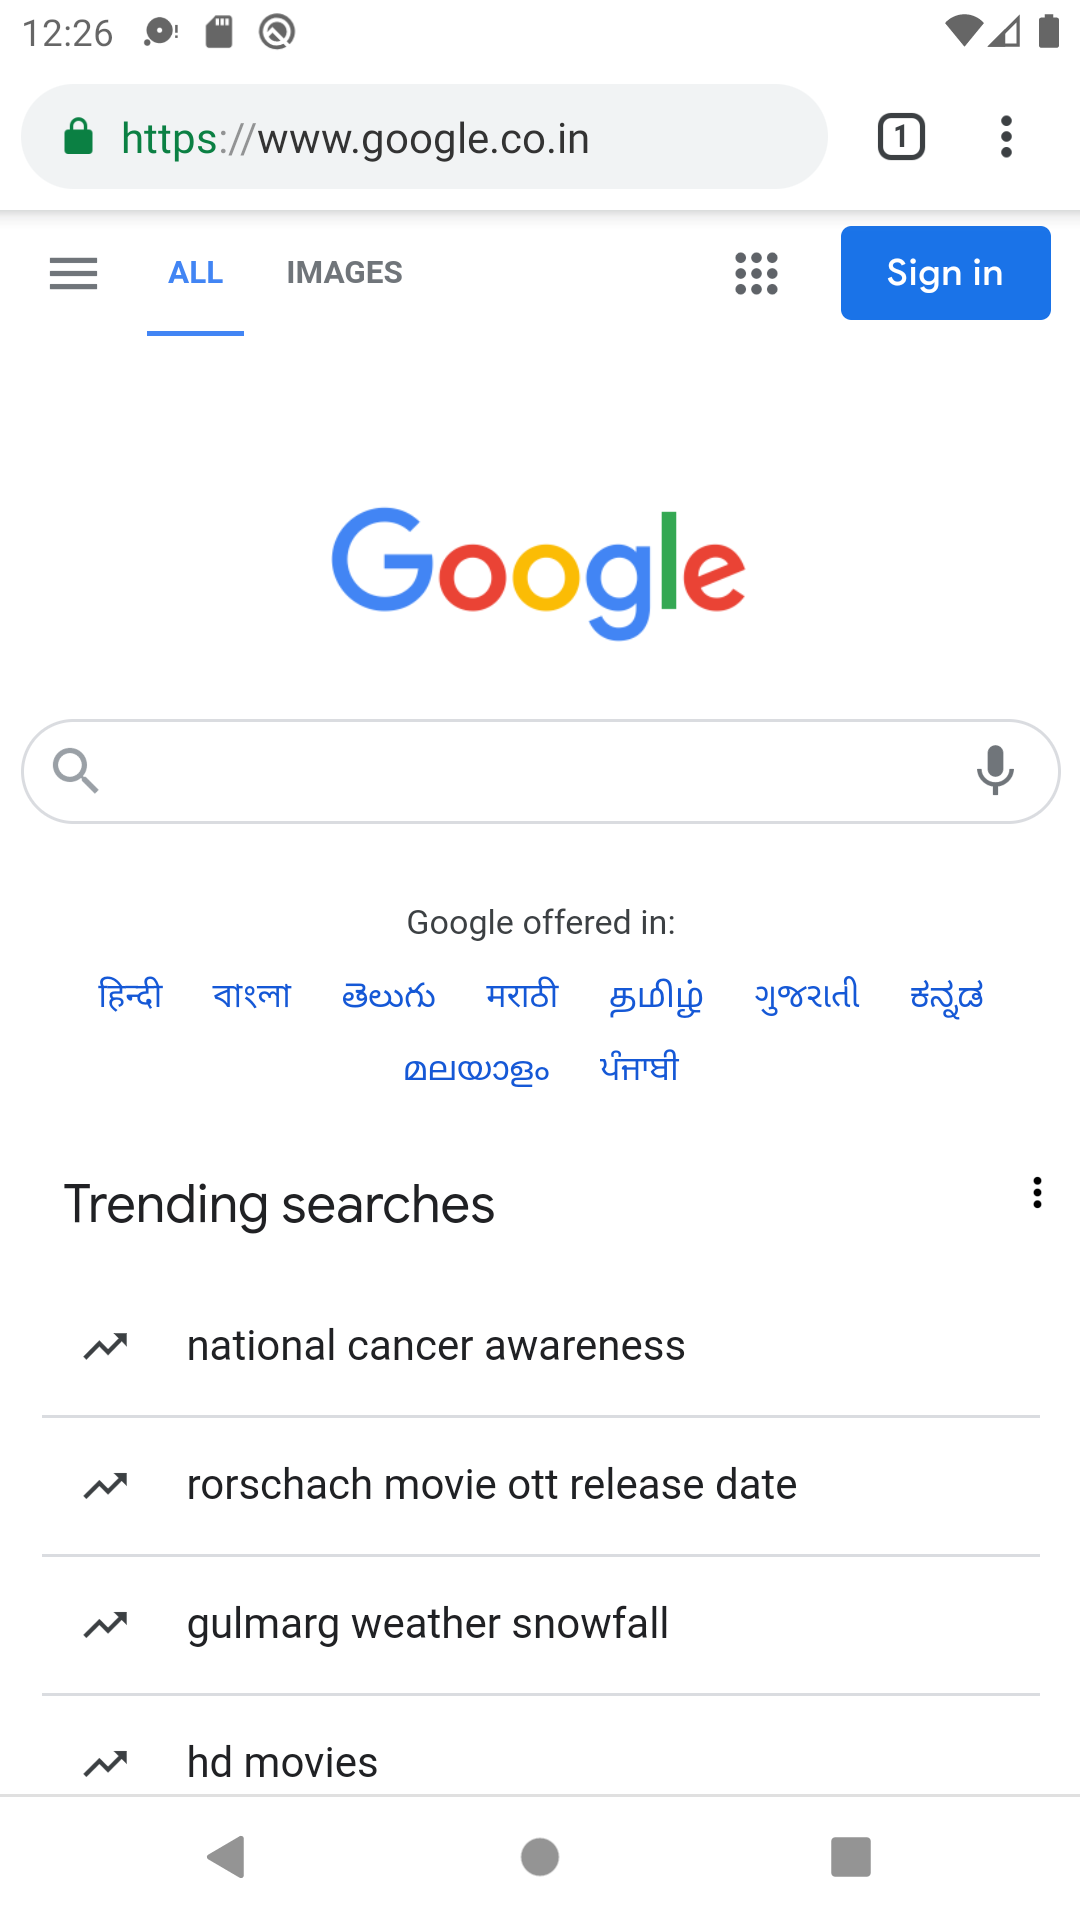 12:26
https://www.google.co.in 1
ALL IMAGES Sign in
Google
Google offered in:
हिन्दी বাংলা తెలుగు मराठी தமிழ் ગુજરાતી ಕನ್ನಡ
മലയാളം ਪੰਜਾਬੀ
Trending searches
national cancer awareness
rorschach movie ott release date
gulmarg weather snowfall
hd movies